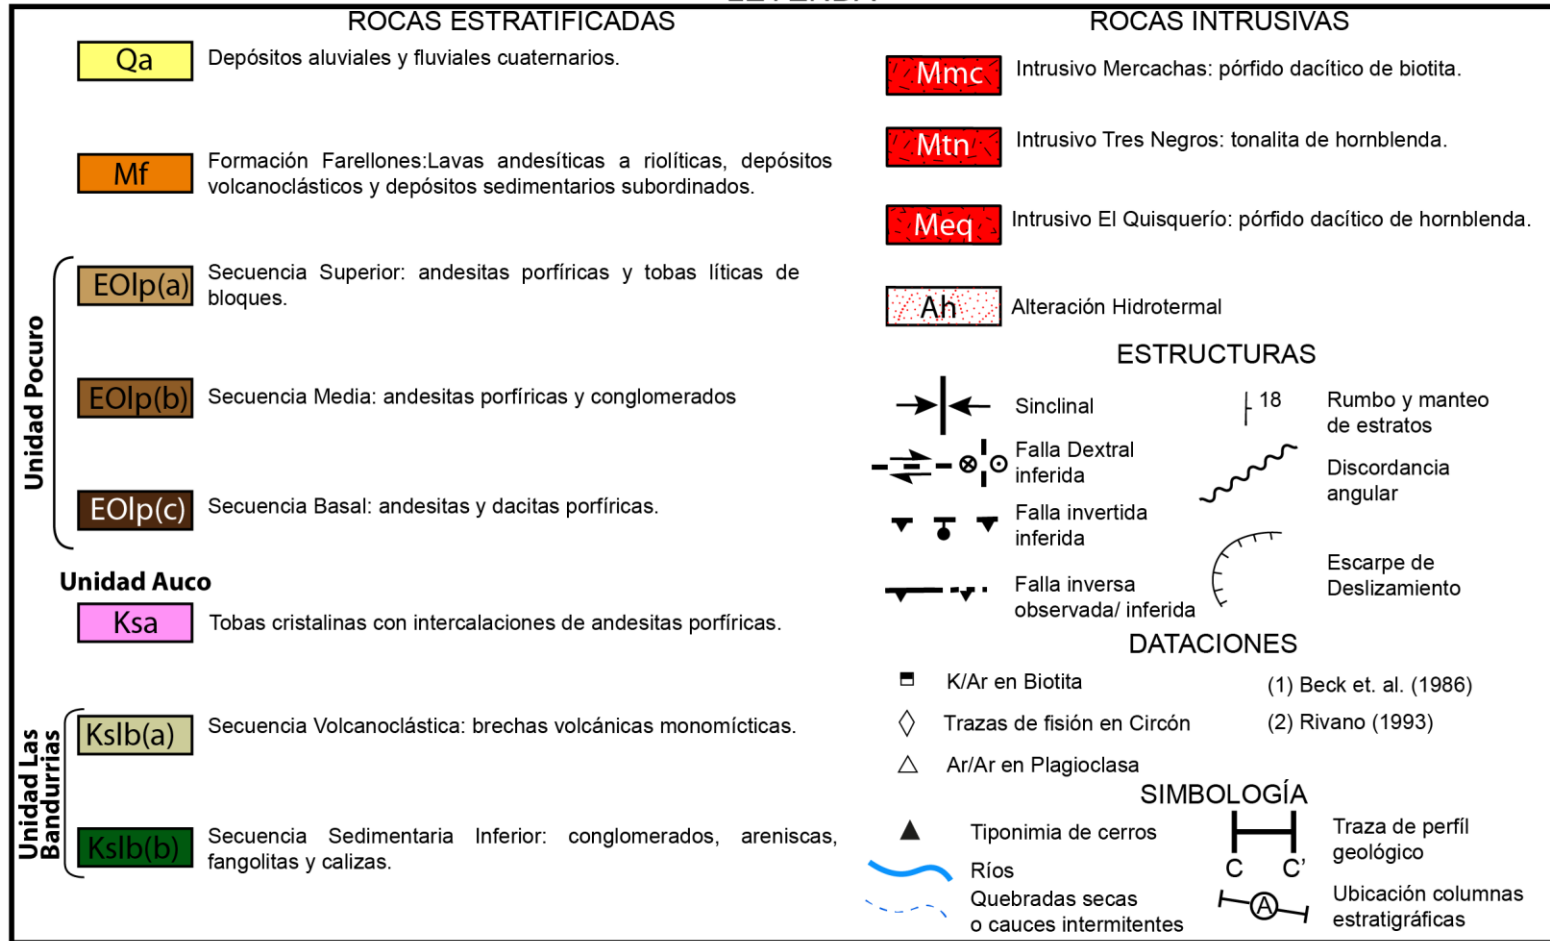 ROCAS ESTRATIFICADAS
Qa
Depósitos aluviales y fluviales cuaternarios.
Mf
Formación Farellones:Lavas andesíticas a riolíticas, depósitos
volcanoclásticos y depósitos sedimentarios subordinados.
Unidad Pocuro
EOlp(a)
Secuencia Superior: andesitas porfíricas y tobas líticas de
bloques.
EOlp(b)
Secuencia Media: andesitas porfíricas y conglomerados
EOlp(c)
Secuencia Basal: andesitas y dacitas porfíricas.
Unidad Auco
Ksa
Tobas cristalinas con intercalaciones de andesitas porfíricas.
Unidad Las
Bandurrias
Kslb(a)
Secuencia Volcanoclástica: brechas volcánicas monomícticas.
Kslb(b)
Secuencia Sedimentaria Inferior: conglomerados, areniscas,
fangolitas y calizas.
ROCAS INTRUSIVAS
Mmc
Intrusivo Mercachas: pórfido dacítico de biotita.
Mtn
Intrusivo Tres Negros: tonalita de hornblenda.
Meq
Intrusivo El Quisquerío: pórfido dacítico de hornblenda.
Ah
Alteración Hidrotermal
ESTRUCTURAS
Sinclinal
Falla Dextral
inferida
Falla invertida
inferida
Falla inversa
observada/ inferida
18
Rumbo y manteo
de estratos
Discordancia
angular
Escarpe de
Deslizamiento
DATACIONES
K/Ar en Biotita
Trazas de fisión en Circón
Ar/Ar en Plagioclasa
(1) Beck et. al. (1986)
(2) Rivano (1993)
SIMBOLOGÍA
Tiponimia de cerros
Ríos
Quebradas secas
o cauces intermitentes
C C'
Traza de perfíl
geológico
A
Ubicación columnas
estratigráficas